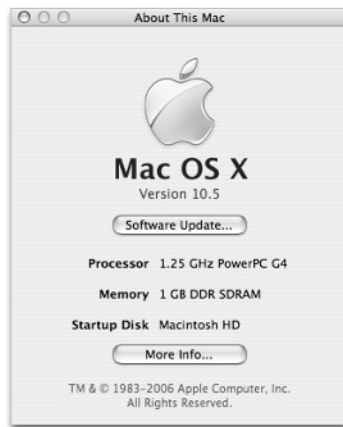 About This Mac
Mac OS X
Version 10.5
Software Update...
Processor 1.25 GHz PowerPC G4
Memory 1 GB DDR SDRAM
Startup Disk Macintosh HD
More Info...
TM & © 1983–2006 Apple Computer, Inc.
All Rights Reserved.